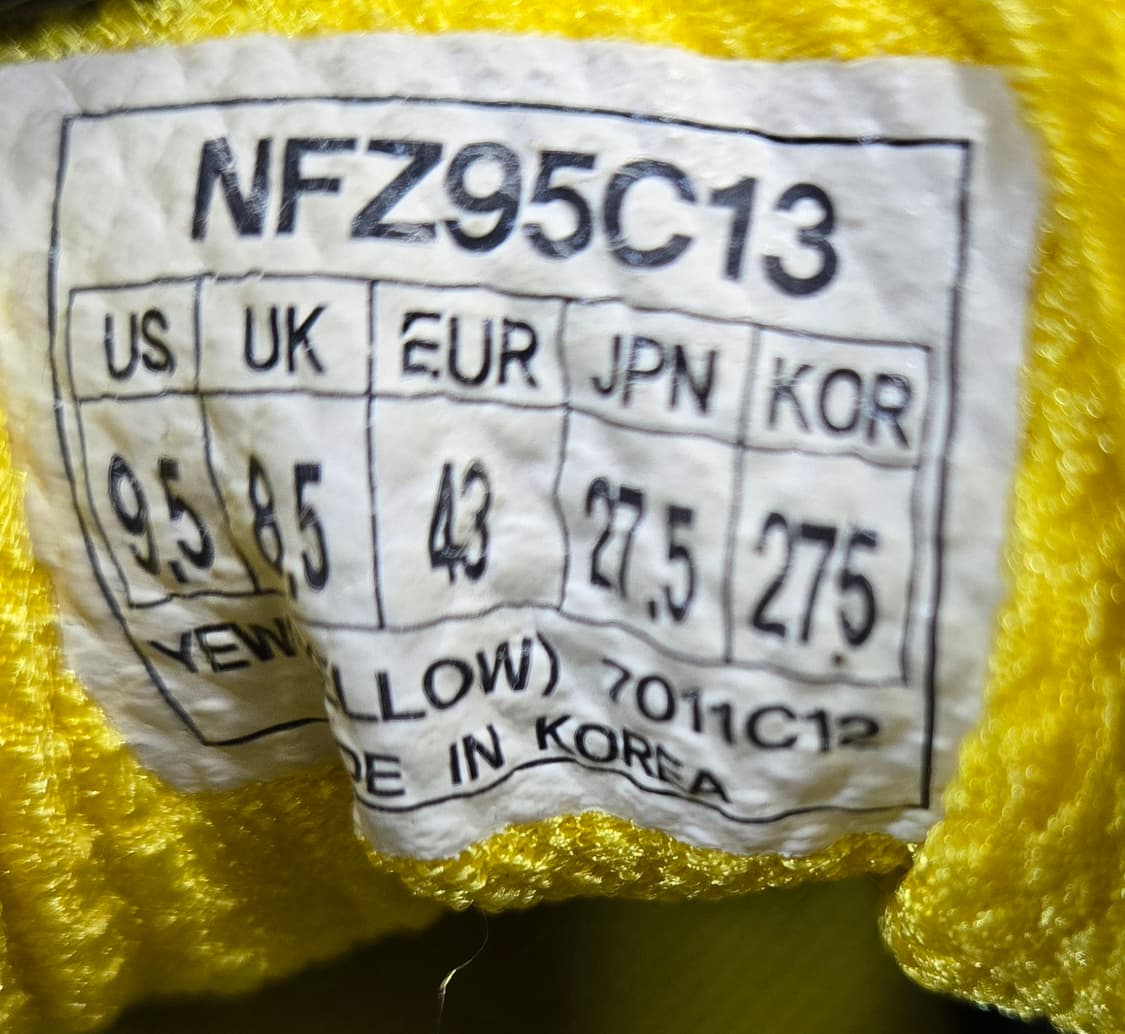 NFZ95C13
US UK EUR JPN KOR
9.5 8.5 43 27.5 275
YEW ELLOW) 7011C12
DE IN KOREA